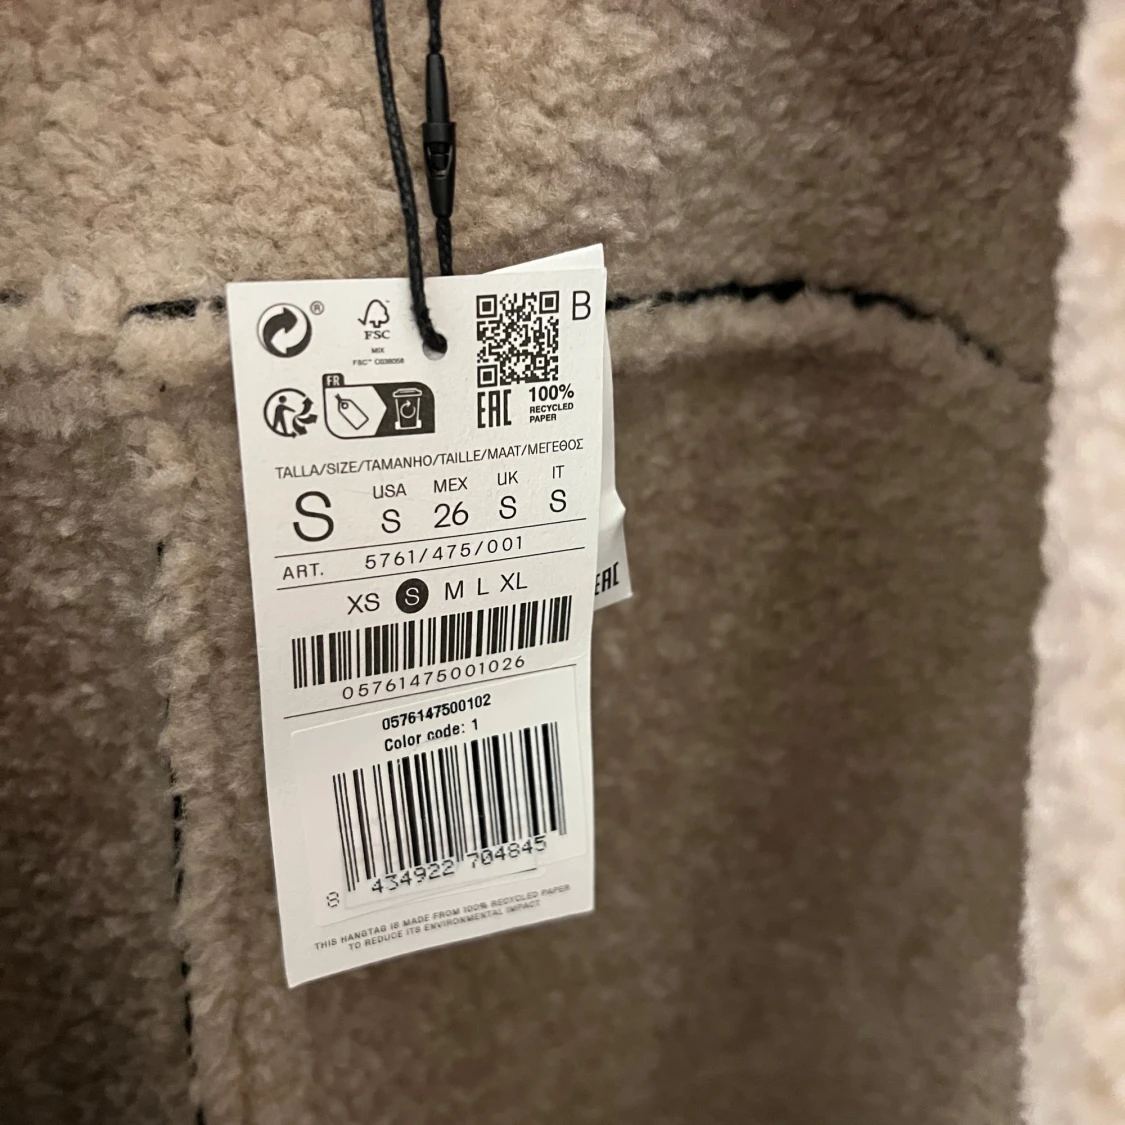 ®
FSC
MIX
FSC® C038058
B
FR
EAC
100%
RECYCLED
PAPER
TALLA/SIZE/TAMANHO/TAILLE/MAAT/ΜΕΓΕΘΟΣ
S USA S MEX 26 UK S IT S
ART. 5761/475/001
XS S M L XL
05761475001026
0576147500102
Color code: 1
8 434922 704845
THIS HANGTAG IS MADE FROM 100% RECYCLED PAPER
TO REDUCE ITS ENVIRONMENTAL IMPACT
EAC